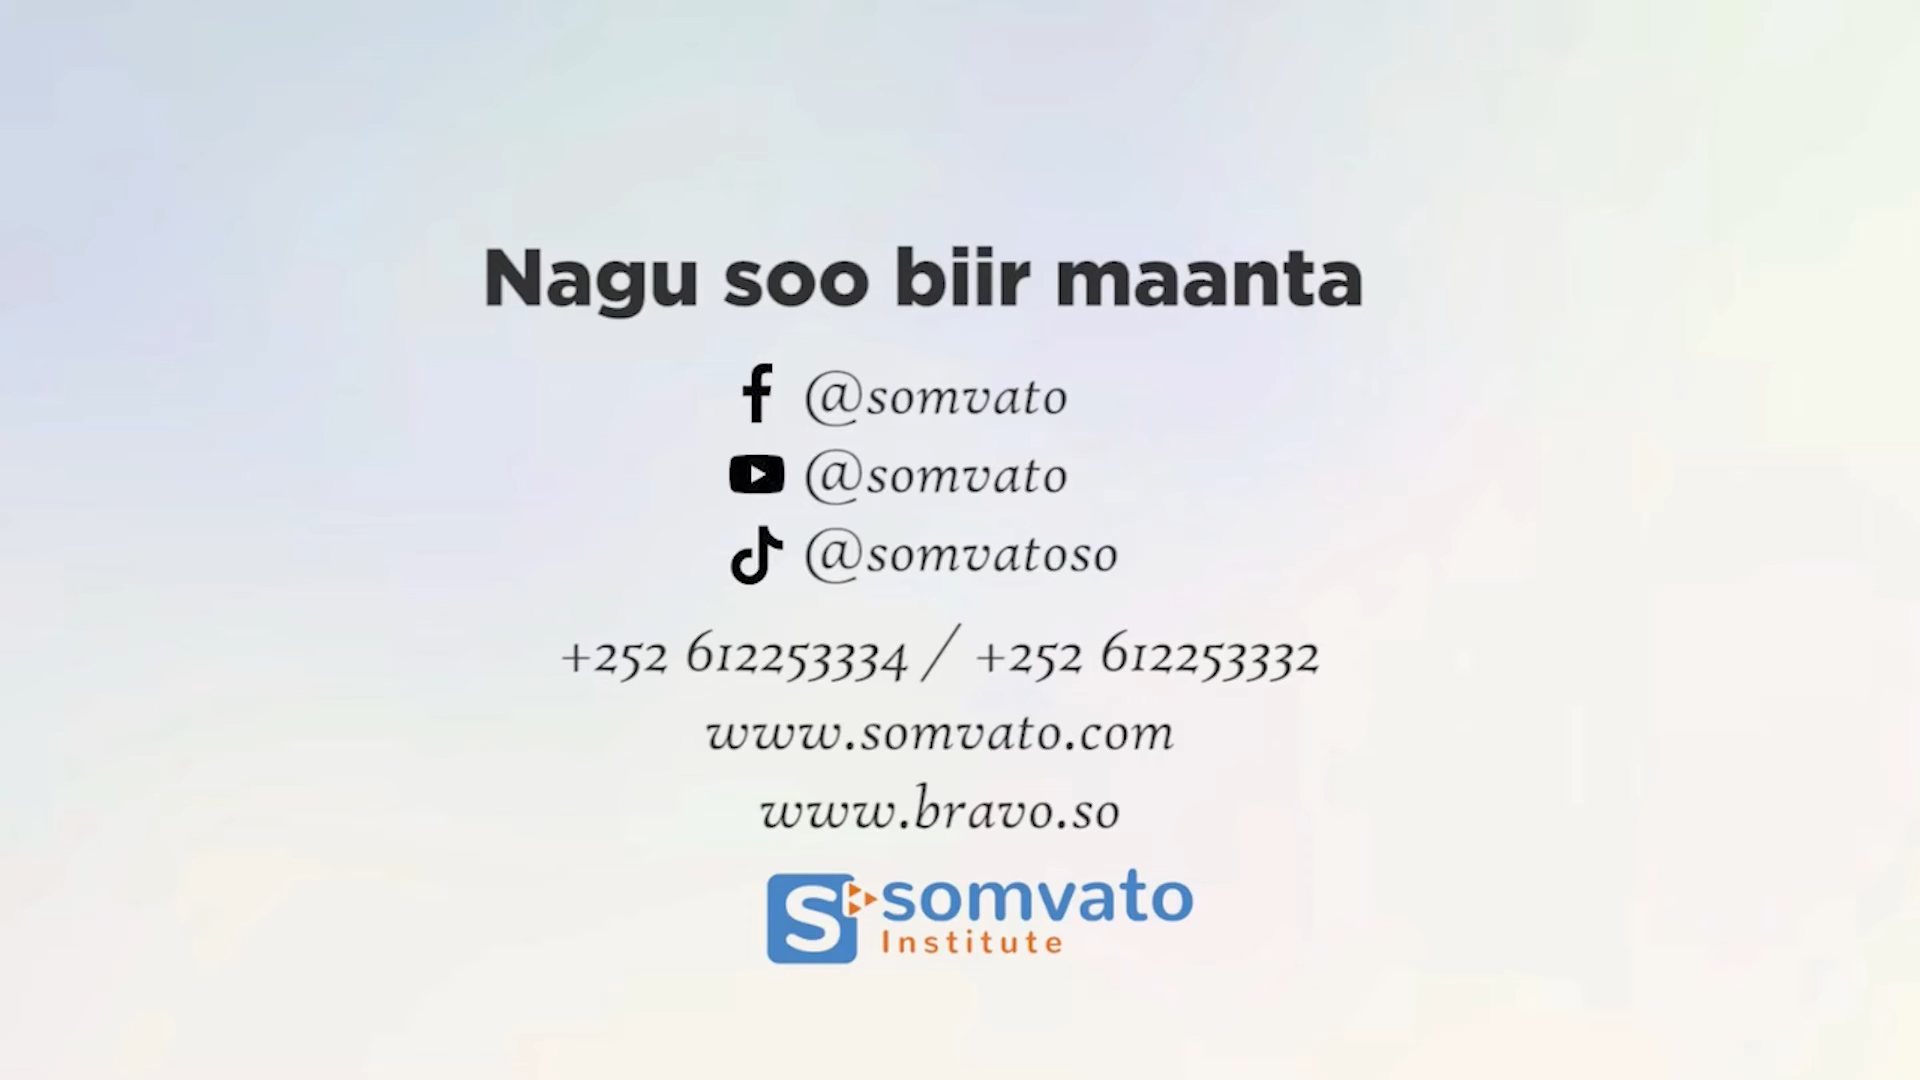 Nagu soo biir maanta
@somvato
@somvato
@somvatoso
+252 612253334 / +252 612253332
www.somvato.com
www.bravo.so
S somvato
Institute